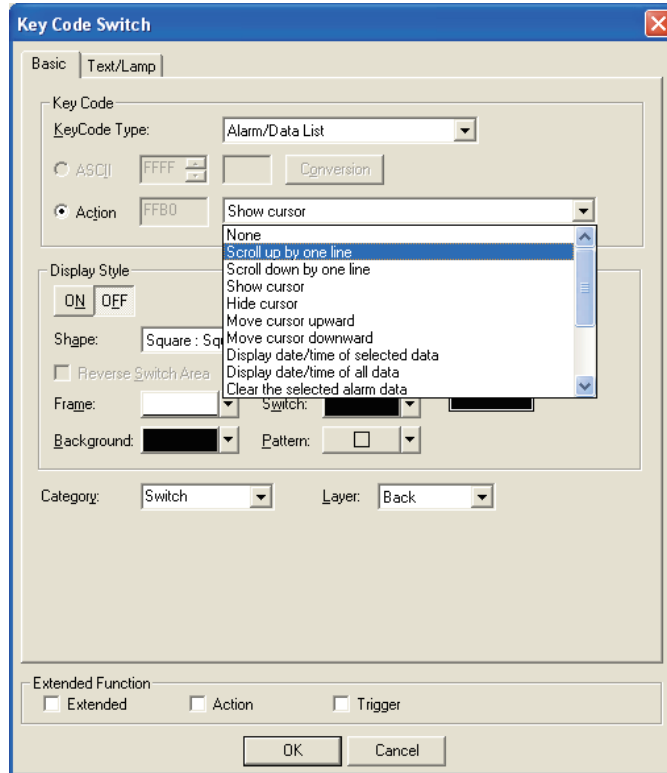 Key Code Switch
Basic Text/Lamp
Key Code
KeyCode Type: Alarm/Data List
ASCII FFFF Conversion
Action FFB0 Show cursor
None
Scroll up by one line
Scroll down by one line
Show cursor
Hide cursor
Move cursor upward
Move cursor downward
Display date/time of selected data
Display date/time of all data
Clear the selected alarm data
Display Style
ON OFF
Shape: Square : Squ
Reverse Switch Area
Frame: Switch:
Background: Pattern:
Category: Switch Layer: Back
Extended Function
Extended Action Trigger
OK Cancel